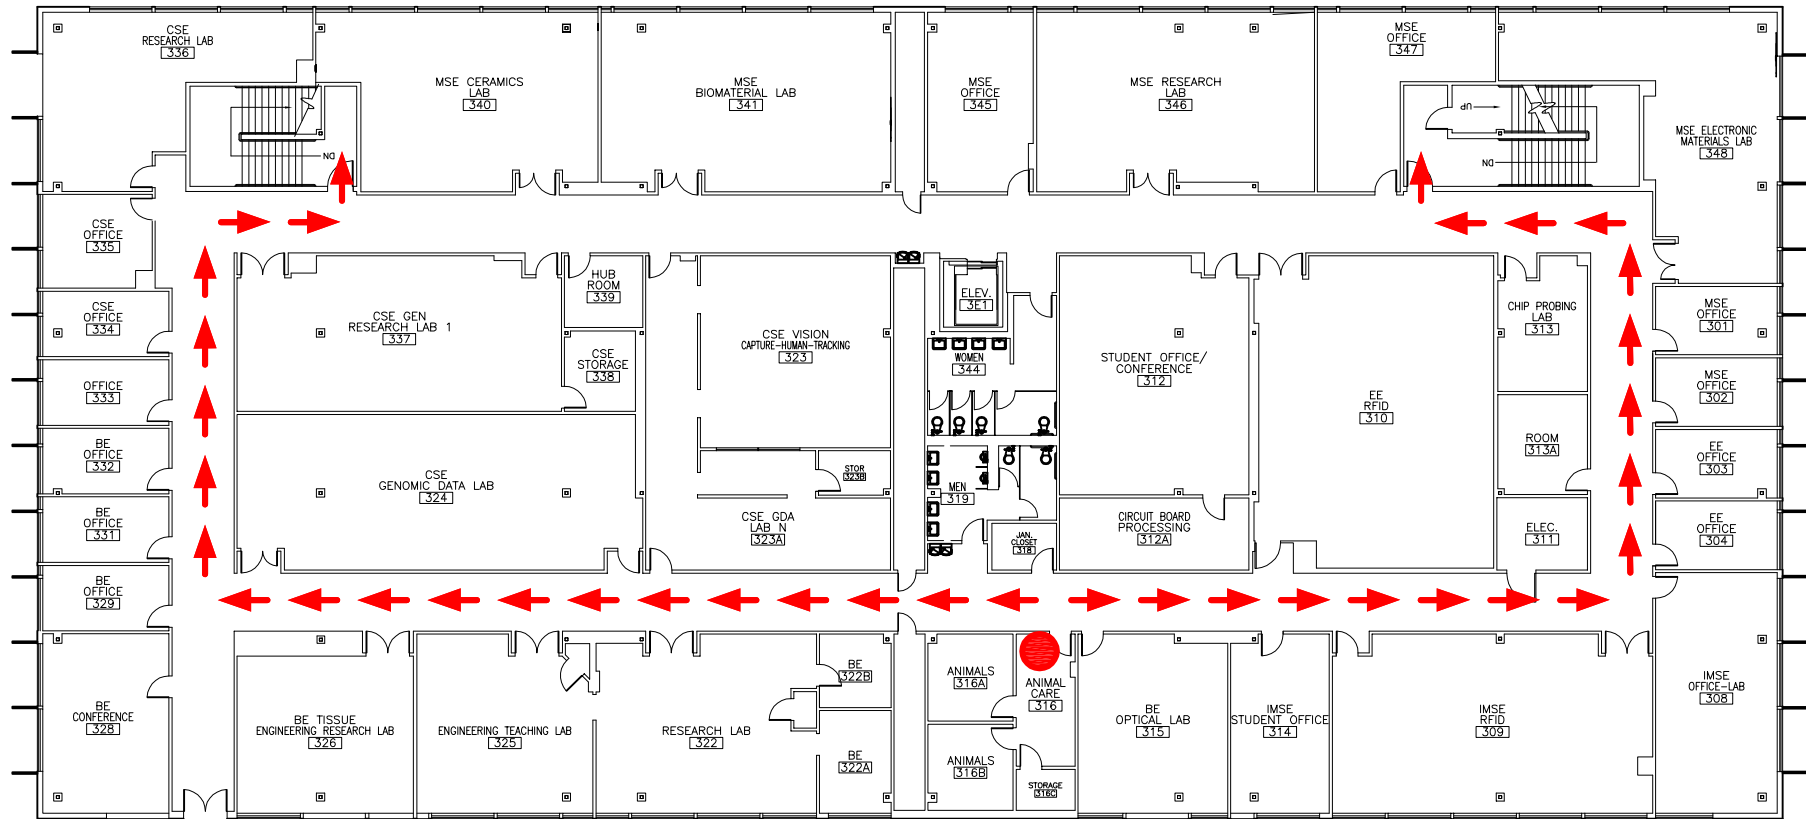 CSE
RESEARCH LAB
336
MSE CERAMICS
LAB
340
MSE
BIOMATERIAL LAB
341
MSE
OFFICE
345
MSE RESEARCH
LAB
346
MSE
OFFICE
347
MSE ELECTRONIC
MATERIALS LAB
348
DN
UP
DN
CSE
OFFICE
335
CSE
OFFICE
334
OFFICE
333
BE
OFFICE
332
BE
OFFICE
331
BE
OFFICE
329
BE
CONFERENCE
328
CSE GEN
RESEARCH LAB 1
337
HUB
ROOM
339
CSE
STORAGE
338
CSE
GENOMIC DATA LAB
324
CSE VISION
CAPTURE-HUMAN-TRACKING
323
STOR
323B
CSE GDA
LAB N
323A
ELEV.
3E1
WOMEN
344
MEN
319
JAN.
CLOSET
318
STUDENT OFFICE/
CONFERENCE
312
CIRCUIT BOARD
PROCESSING
312A
EE
RFID
310
CHIP PROBING
LAB
313
ROOM
313A
ELEC.
311
MSE
OFFICE
301
MSE
OFFICE
302
EE
OFFICE
303
EE
OFFICE
304
IMSE
OFFICE-LAB
308
BE TISSUE
ENGINEERING RESEARCH LAB
326
ENGINEERING TEACHING LAB
325
RESEARCH LAB
322
BE
322B
BE
322A
ANIMALS
316A
ANIMALS
316B
ANIMAL
CARE
316
STORAGE
316C
BE
OPTICAL LAB
315
IMSE
STUDENT OFFICE
314
IMSE
RFID
309